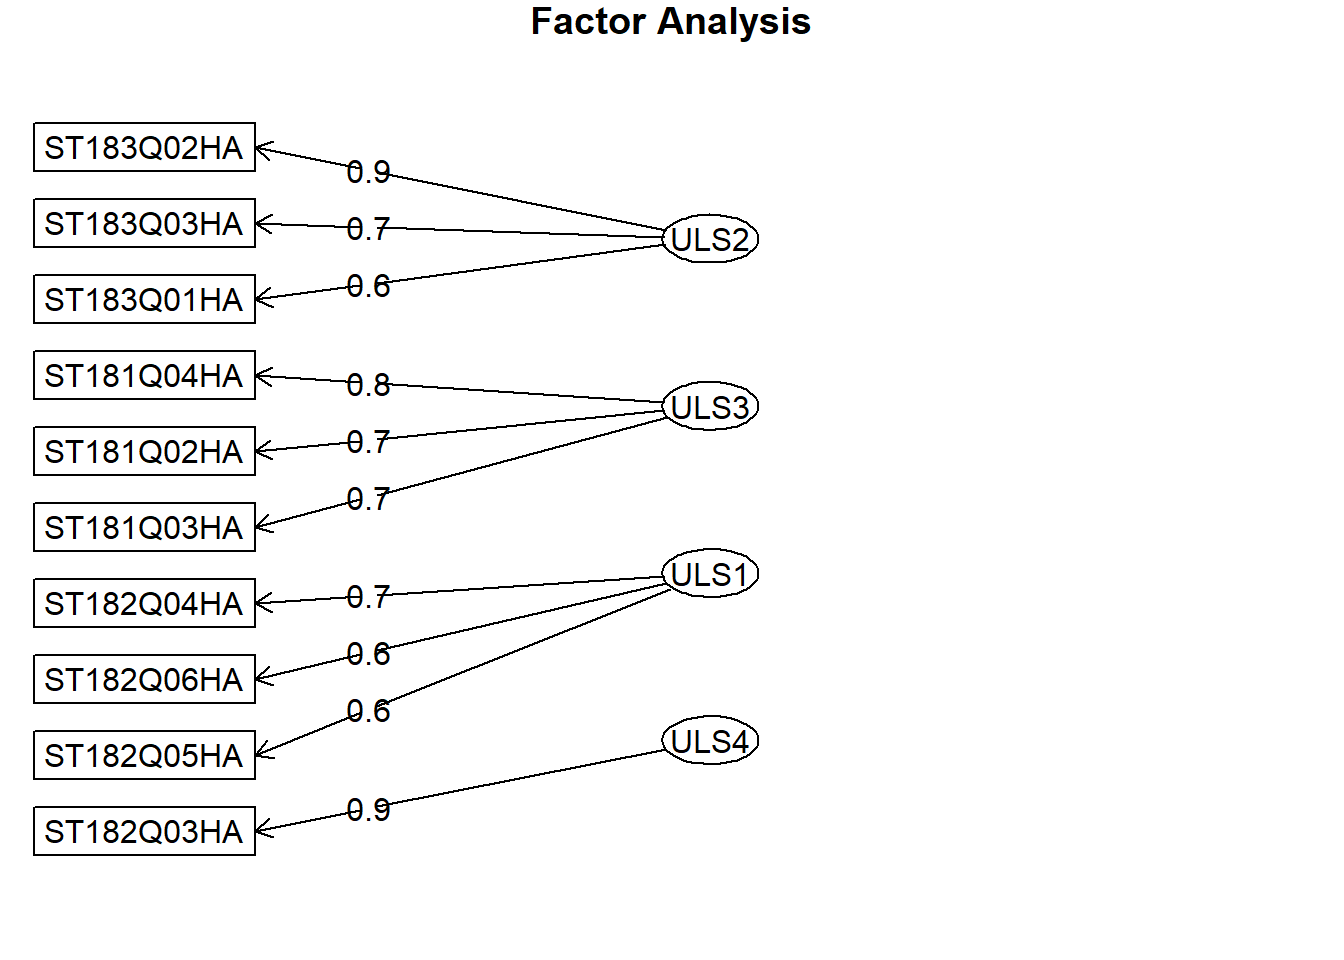 Factor Analysis
ST183Q02HA
0.9
ST183Q03HA
0.7
ULS2
ST183Q01HA
0.6
ST181Q04HA
0.8
ULS3
ST181Q02HA
0.7
ST181Q03HA
0.7
ST182Q04HA
0.7
ULS1
ST182Q06HA
0.6
ST182Q05HA
0.6
ULS4
ST182Q03HA
0.9